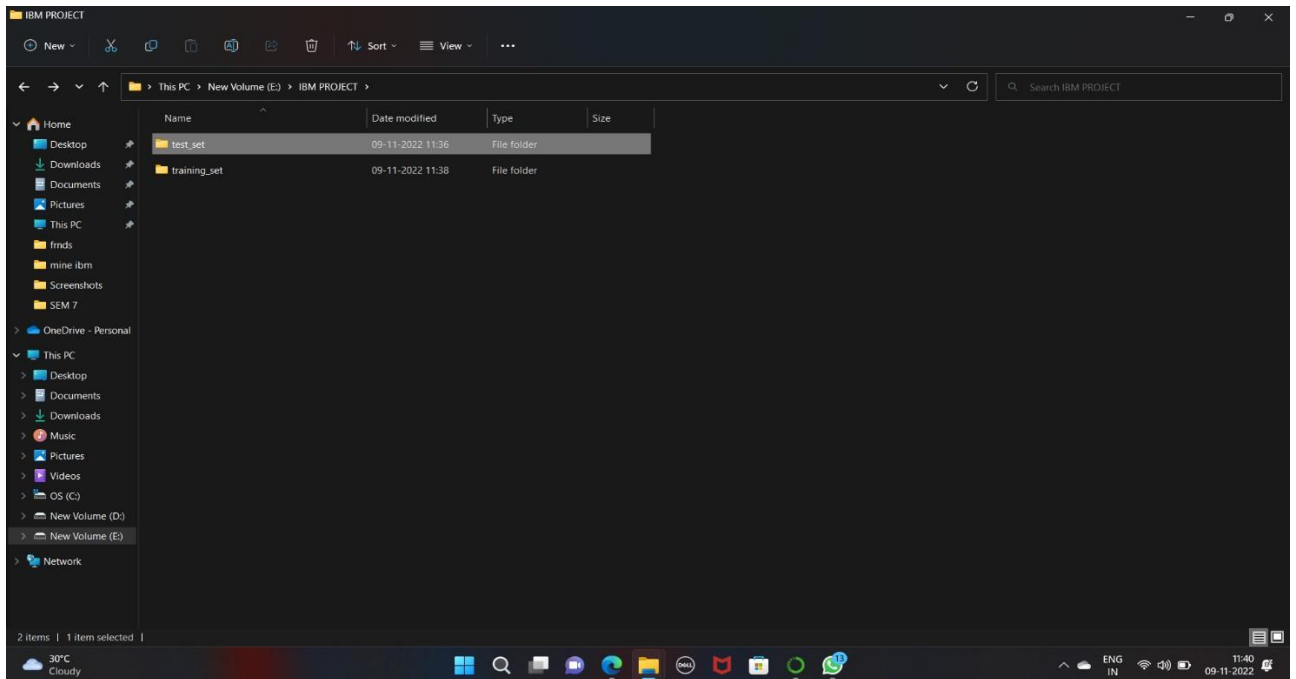 IBM PROJECT
New
Sort
View
This PC > New Volume (E:) > IBM PROJECT >
Search IBM PROJECT
Name Date modified Type Size
test_set 09-11-2022 11:36 File folder
training_set 09-11-2022 11:38 File folder
Home
Desktop
Downloads
Documents
Pictures
This PC
frnds
mine ibm
Screenshots
SEM 7
OneDrive - Personal
This PC
Desktop
Documents
Downloads
Music
Pictures
Videos
OS (C:)
New Volume (D:)
New Volume (E:)
Network
2 items | 1 item selected |
30°C
Cloudy
DELL
13
ENG
IN
11:40
09-11-2022